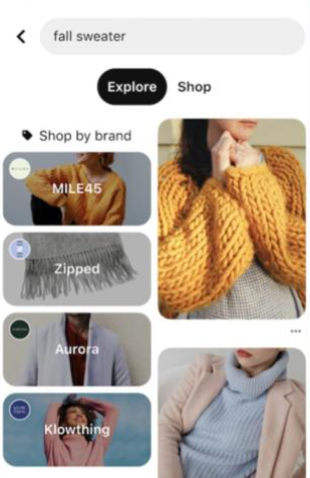 fall sweater
Explore
Shop
Shop by brand
MILE45
Zipped
Aurora
Klowthing